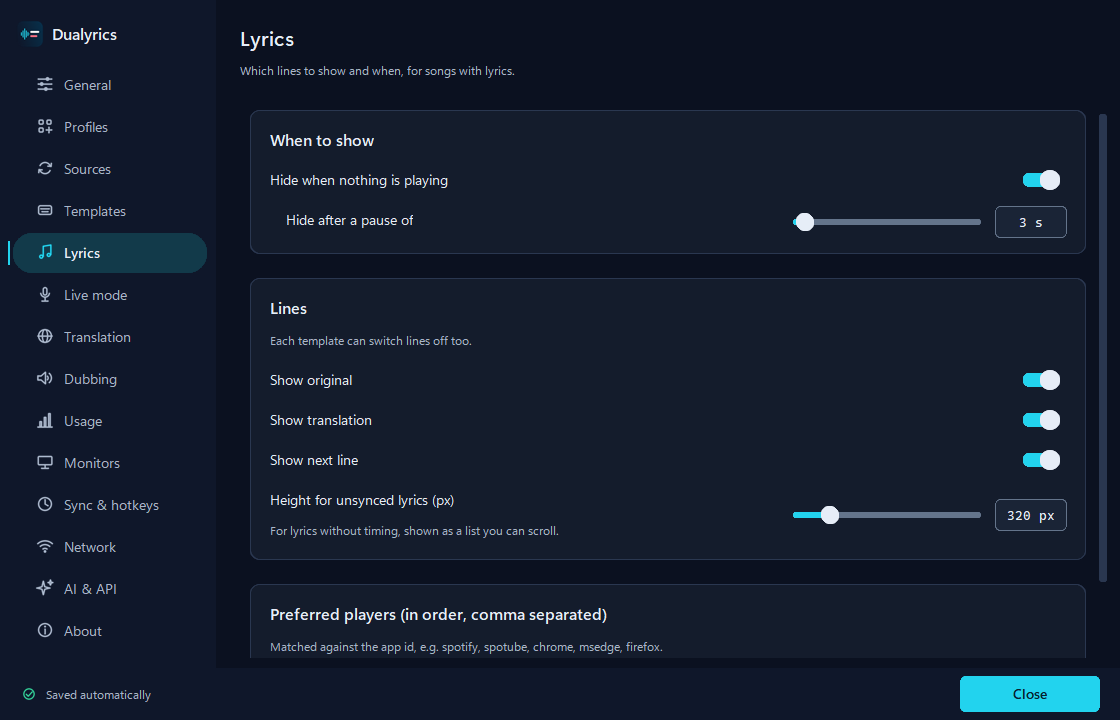 Dualyrics
General
Profiles
Sources
Templates
Lyrics
Live mode
Translation
Dubbing
Usage
Monitors
Sync & hotkeys
Network
AI & API
About
Saved automatically
Lyrics
Which lines to show and when, for songs with lyrics.
When to show
Hide when nothing is playing
Hide after a pause of
3 s
Lines
Each template can switch lines off too.
Show original
Show translation
Show next line
Height for unsynced lyrics (px)
320 px
For lyrics without timing, shown as a list you can scroll.
Preferred players (in order, comma separated)
Matched against the app id, e.g. spotify, spotube, chrome, msedge, firefox.
Close